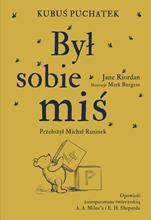 KUBUŚ PUCHATEK
Był
sobie
miś
Jane Riordan
Ilustracje Mark Burgess
Przełożył Michał Rusinek
P
Opowieść
zainspirowana twórczością
A. A. Milne'a i E. H. Sheparda